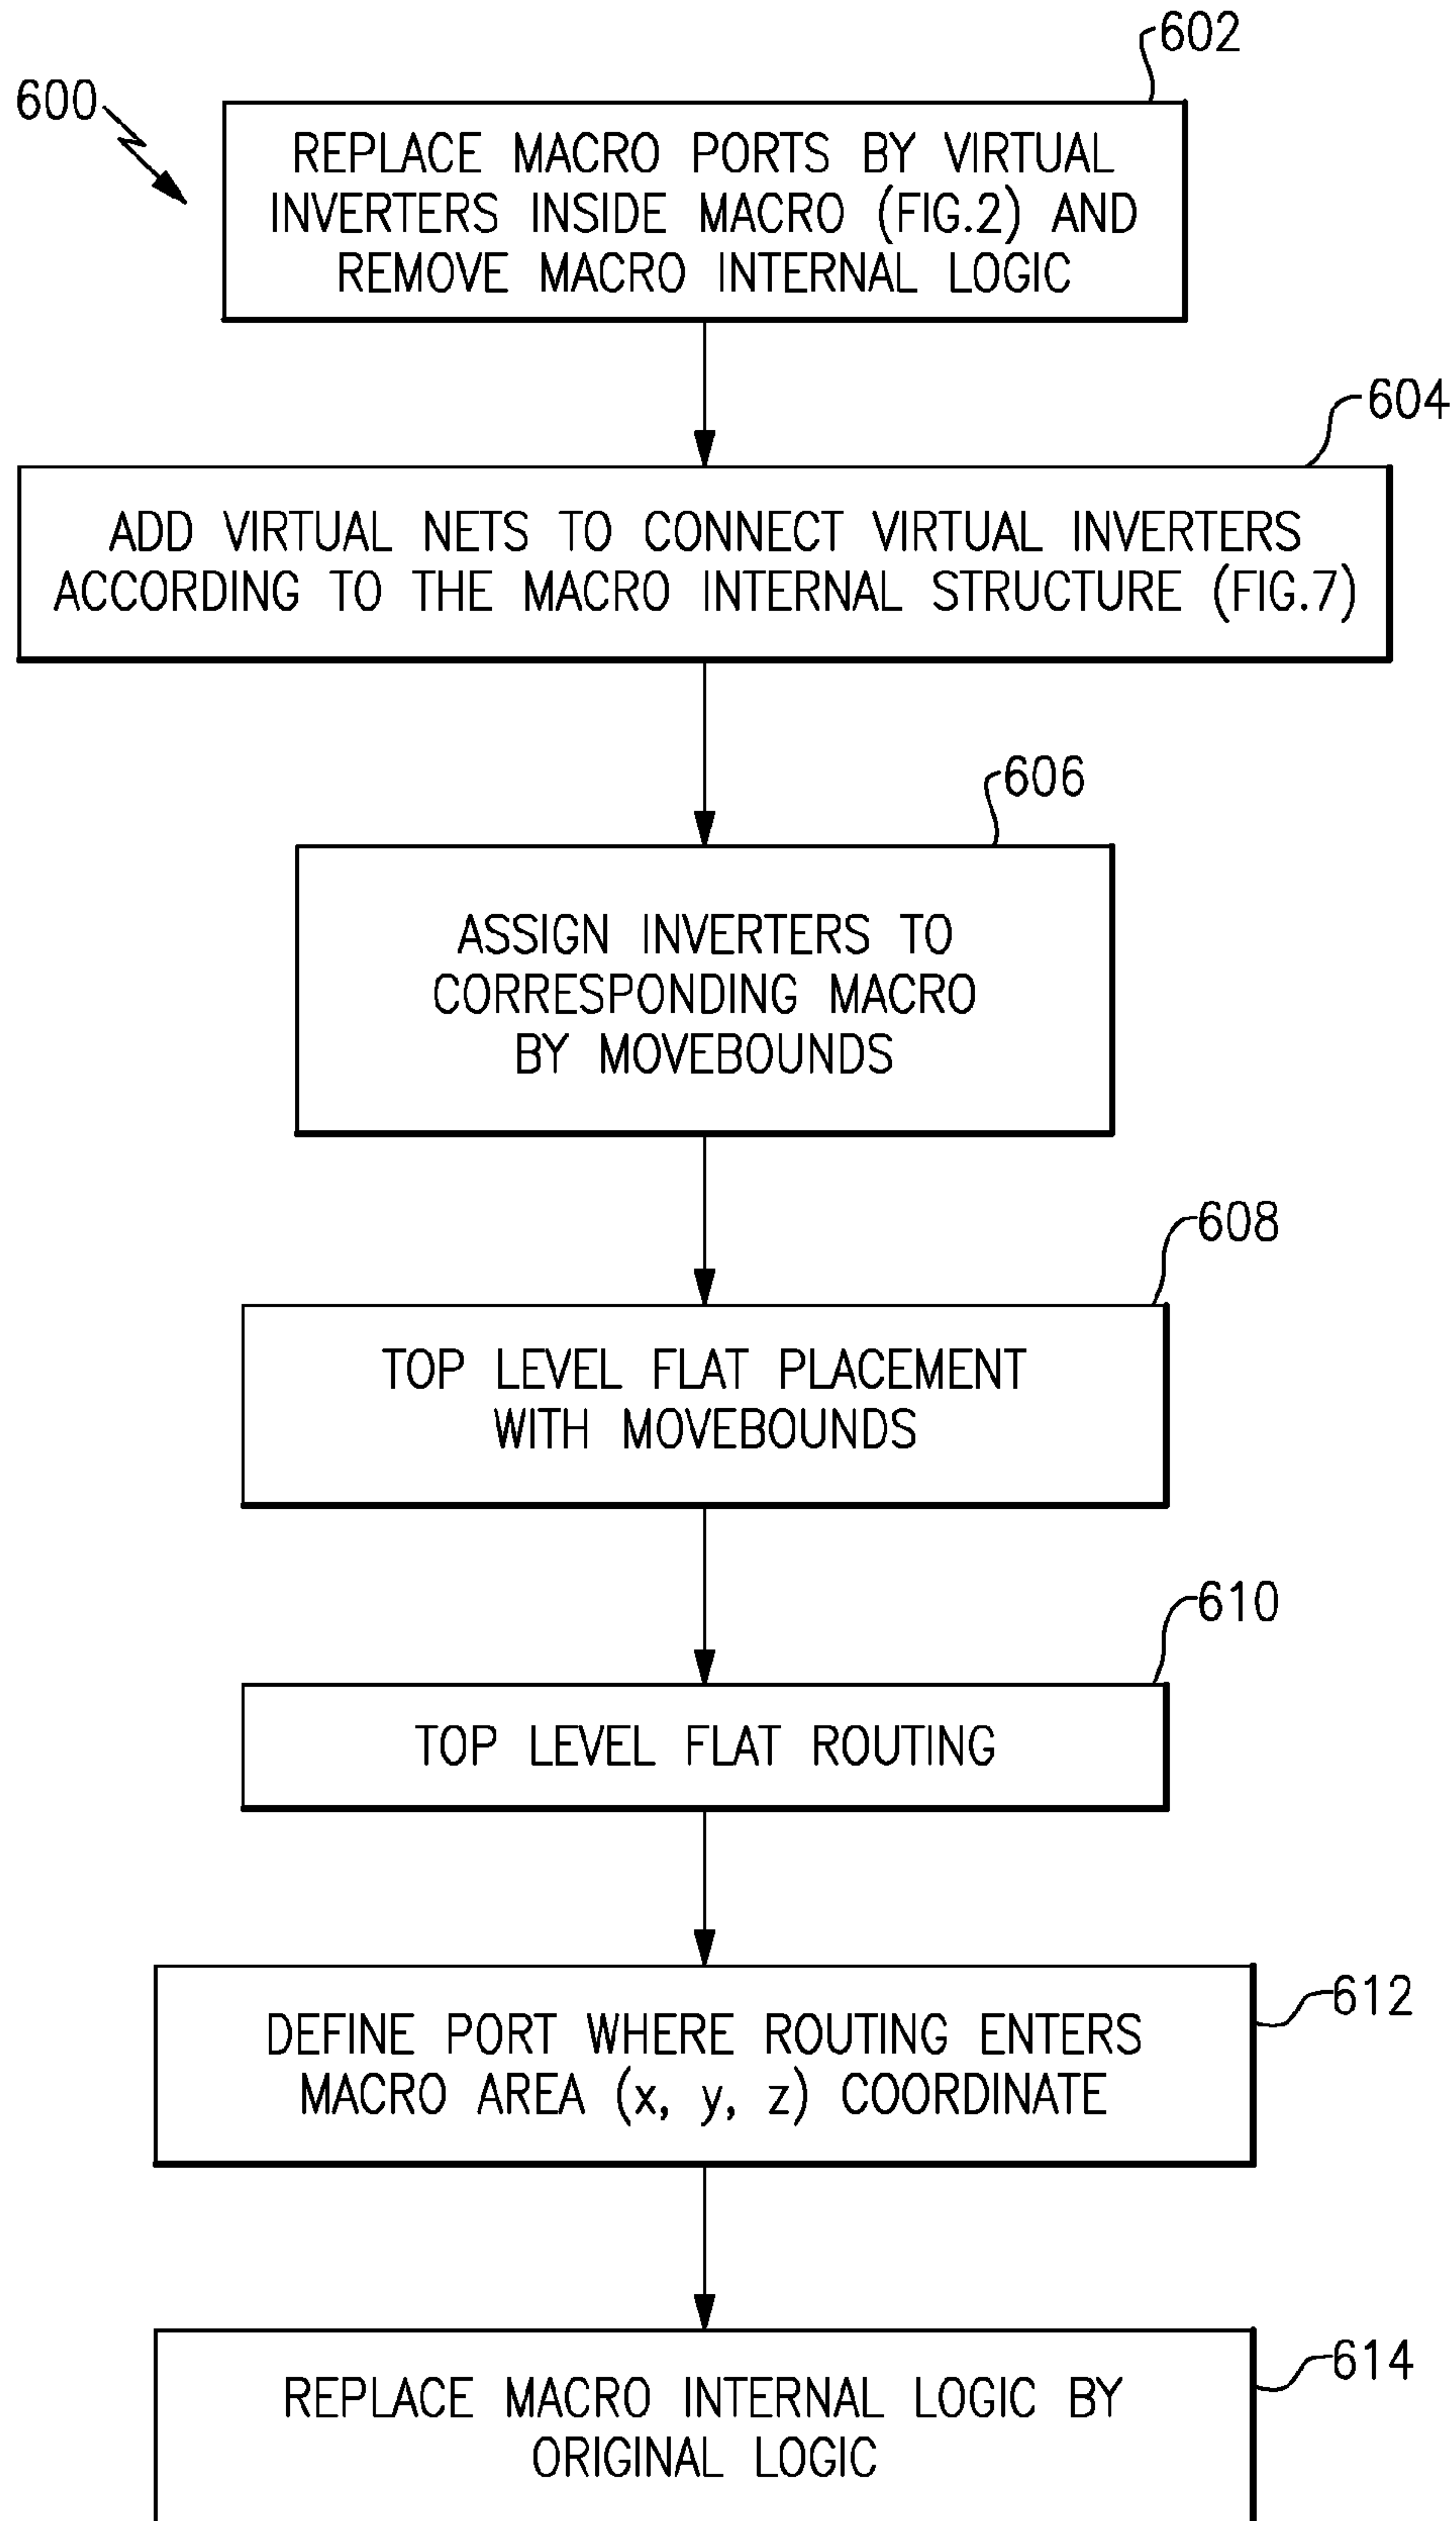 602
600
REPLACE MACRO PORTS BY VIRTUAL
INVERTERS INSIDE MACRO (FIG.2) AND
REMOVE MACRO INTERNAL LOGIC
604
ADD VIRTUAL NETS TO CONNECT VIRTUAL INVERTERS
ACCORDING TO THE MACRO INTERNAL STRUCTURE (FIG.7)
606
ASSIGN INVERTERS TO
CORRESPONDING MACRO
BY MOVEBOUNDS
608
TOP LEVEL FLAT PLACEMENT
WITH MOVEBOUNDS
610
TOP LEVEL FLAT ROUTING
612
DEFINE PORT WHERE ROUTING ENTERS
MACRO AREA (x, y, z) COORDINATE
614
REPLACE MACRO INTERNAL LOGIC BY
ORIGINAL LOGIC